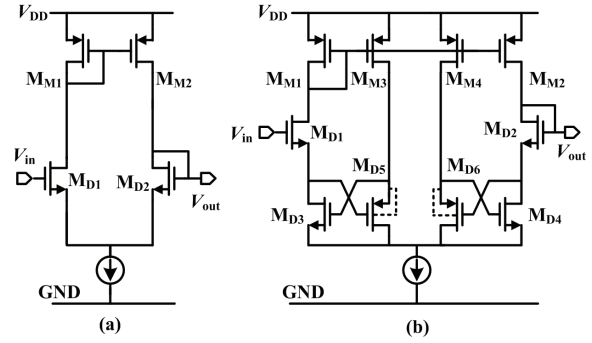 VDD
MM1
MM2
Vin
MD1
MD2
Vout
GND
(a)
VDD
MM1
MM3
MM4
MM2
Vin
MD1
MD2
Vout
MD5
MD6
MD3
MD4
GND
(b)